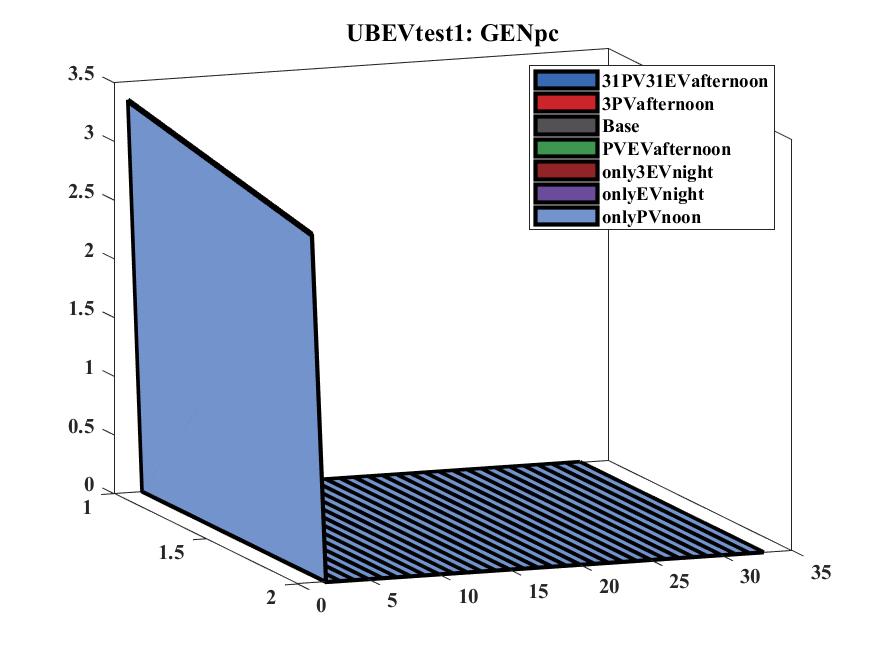 UBEVtest1: GENpc
31PV31EVafternoon
3PVafternoon
Base
PVEVafternoon
only3EVnight
onlyEVnight
onlyPVnoon
3.5
3
2.5
2
1.5
1
0.5
0
1
1.5
2
0
5
10
15
20
25
30
35